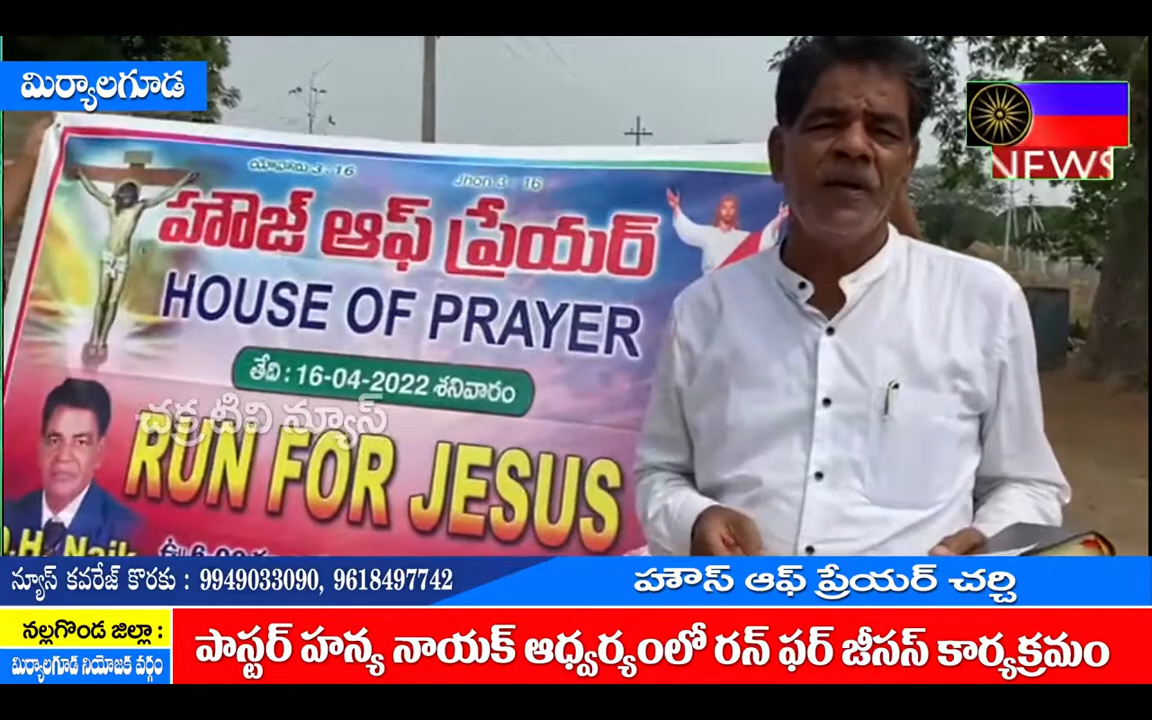 మిర్యాలగూడ
NEWS
యోహాను 3 : 16
Jhon 3 : 16
హౌజ్ ఆఫ్ ప్రేయర్
HOUSE OF PRAYER
తేది : 16-04-2022 శనివారం
చక్ర టివి న్యూస్
RUN FOR JESUS
Naik
న్యూస్ కవరేజ్ కొరకు : 9949033090, 9618497742
హౌస్ ఆఫ్ ప్రేయర్ చర్చి
నల్లగొండ జిల్లా :
మిర్యాలగూడ నియోజక వర్గం
పాస్టర్ హన్య నాయక్ ఆధ్వర్యంలో రన్ ఫర్ జీసస్ కార్యక్రమం